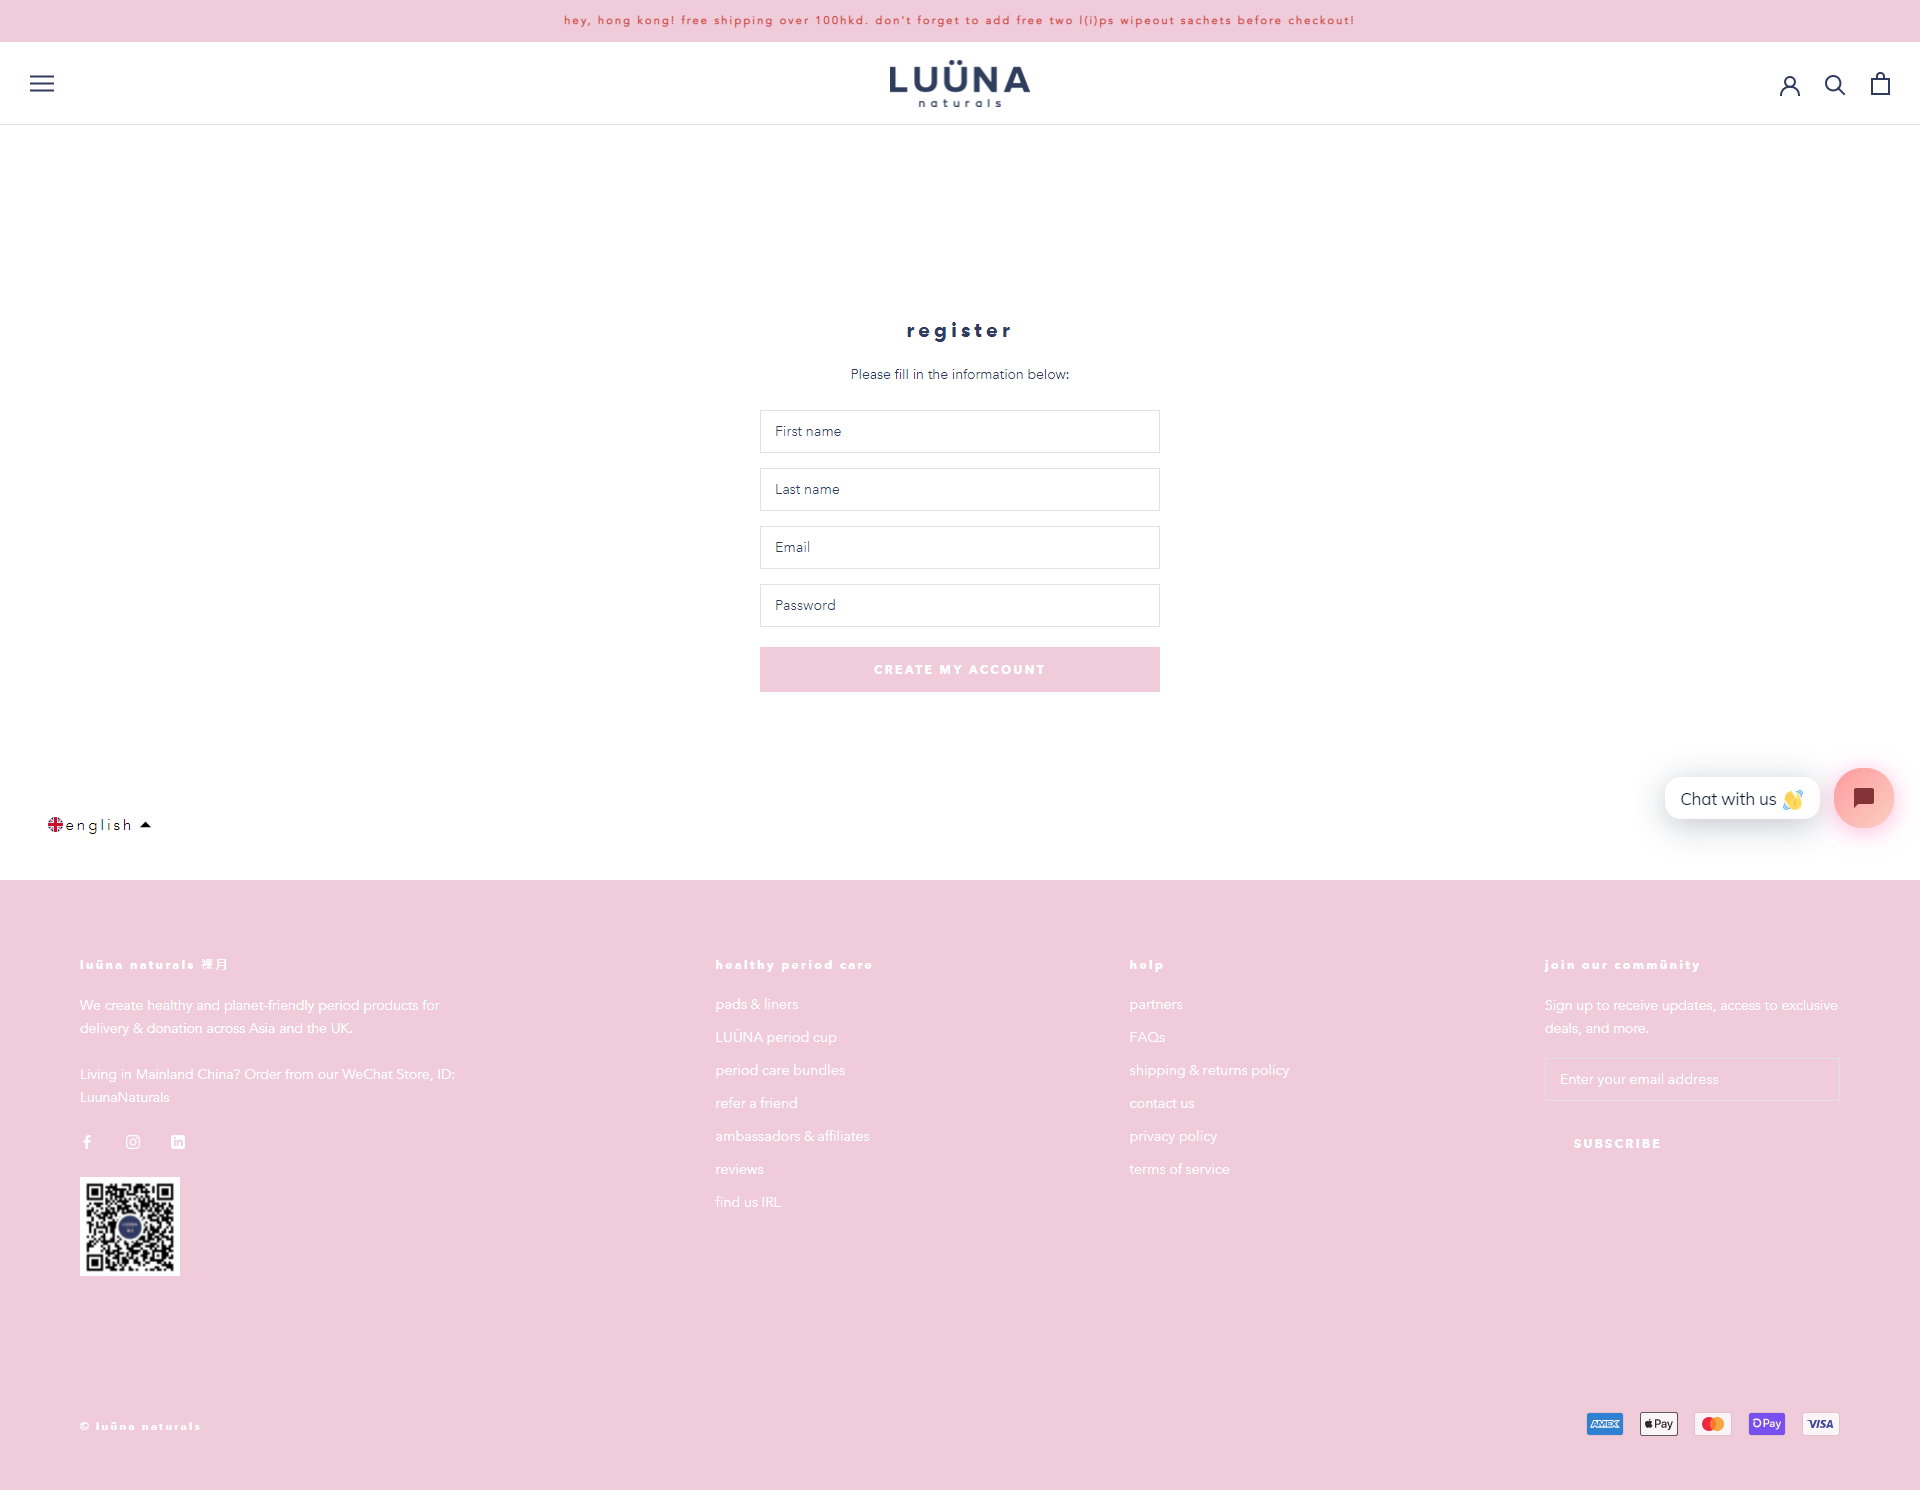 hey, hong kong! free shipping over 100hkd. don't forget to add free two l(i)ps wipeout sachets before checkout!
LUÜNA
naturals
register
Please fill in the information below:
First name
Last name
Email
Password
CREATE MY ACCOUNT
Chat with us
english
luüna naturals 裸月
We create healthy and planet-friendly period products for
delivery & donation across Asia and the UK.
Living in Mainland China? Order from our WeChat Store, ID:
LuunaNaturals
healthy period care
pads & liners
LUÜNA period cup
period care bundles
refer a friend
ambassadors & affiliates
reviews
find us IRL
help
partners
FAQs
shipping & returns policy
contact us
privacy policy
terms of service
join our commünity
Sign up to receive updates, access to exclusive
deals, and more.
Enter your email address
SUBSCRIBE
© luüna naturals
AMEX
Pay
Pay
VISA